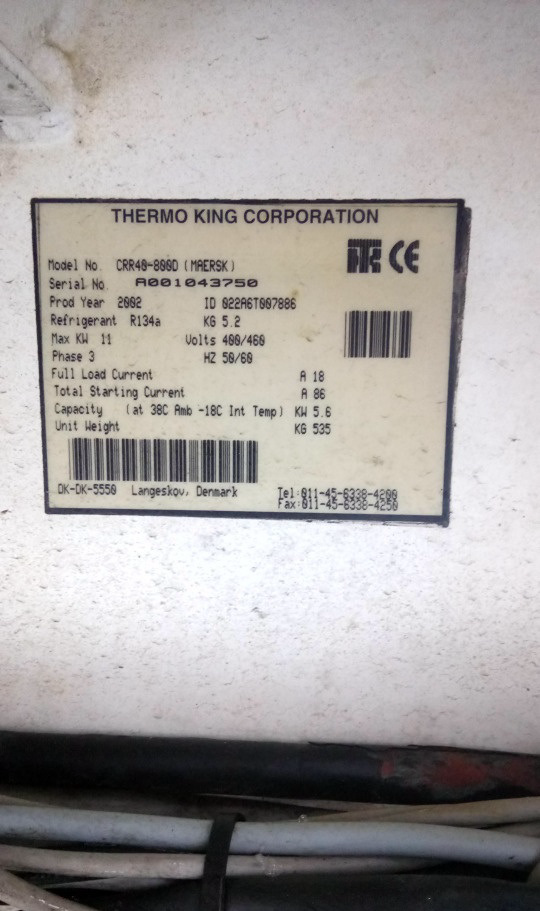 THERMO KING CORPORATION
Model No. CRR40-800D (MAERSK)
TK CE
Serial No. A001043750
Prod Year 2002 ID 022A6T007886
Refrigerant R134a KG 5.2
Max KW 11 Volts 400/460
Phase 3 HZ 50/60
Full Load Current A 18
Total Starting Current A 86
Capacity (at 38C Amb -18C Int Temp) KW 5.6
Unit Weight KG 535
DK-DK-5550 Langeskov, Denmark Tel:011-45-6338-4200
Fax:011-45-6338-4250